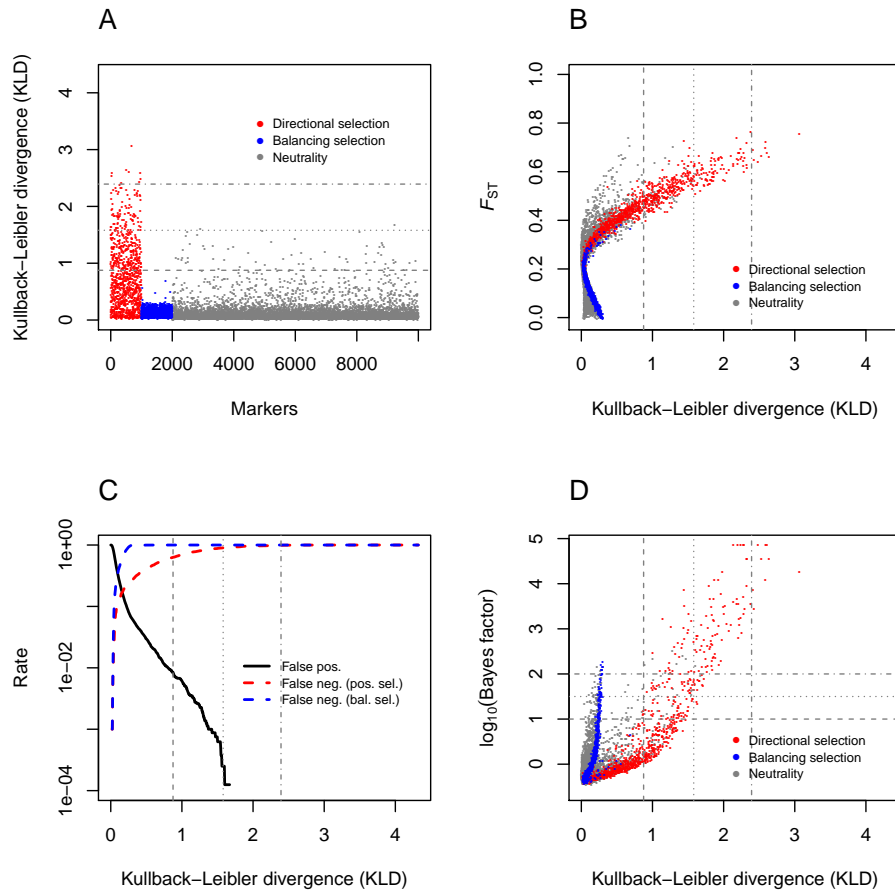 A
Kullback−Leibler divergence (KLD)
4
3
2
1
0
Directional selection
Balancing selection
Neutrality
0 2000 4000 6000 8000
Markers
B
FST
1.0
0.8
0.6
0.4
0.2
0.0
Directional selection
Balancing selection
Neutrality
0 1 2 3 4
Kullback−Leibler divergence (KLD)
C
Rate
1e+00
1e−02
1e−04
False pos.
False neg. (pos. sel.)
False neg. (bal. sel.)
0 1 2 3 4
Kullback−Leibler divergence (KLD)
D
log10(Bayes factor)
5
4
3
2
1
0
Directional selection
Balancing selection
Neutrality
0 1 2 3 4
Kullback−Leibler divergence (KLD)